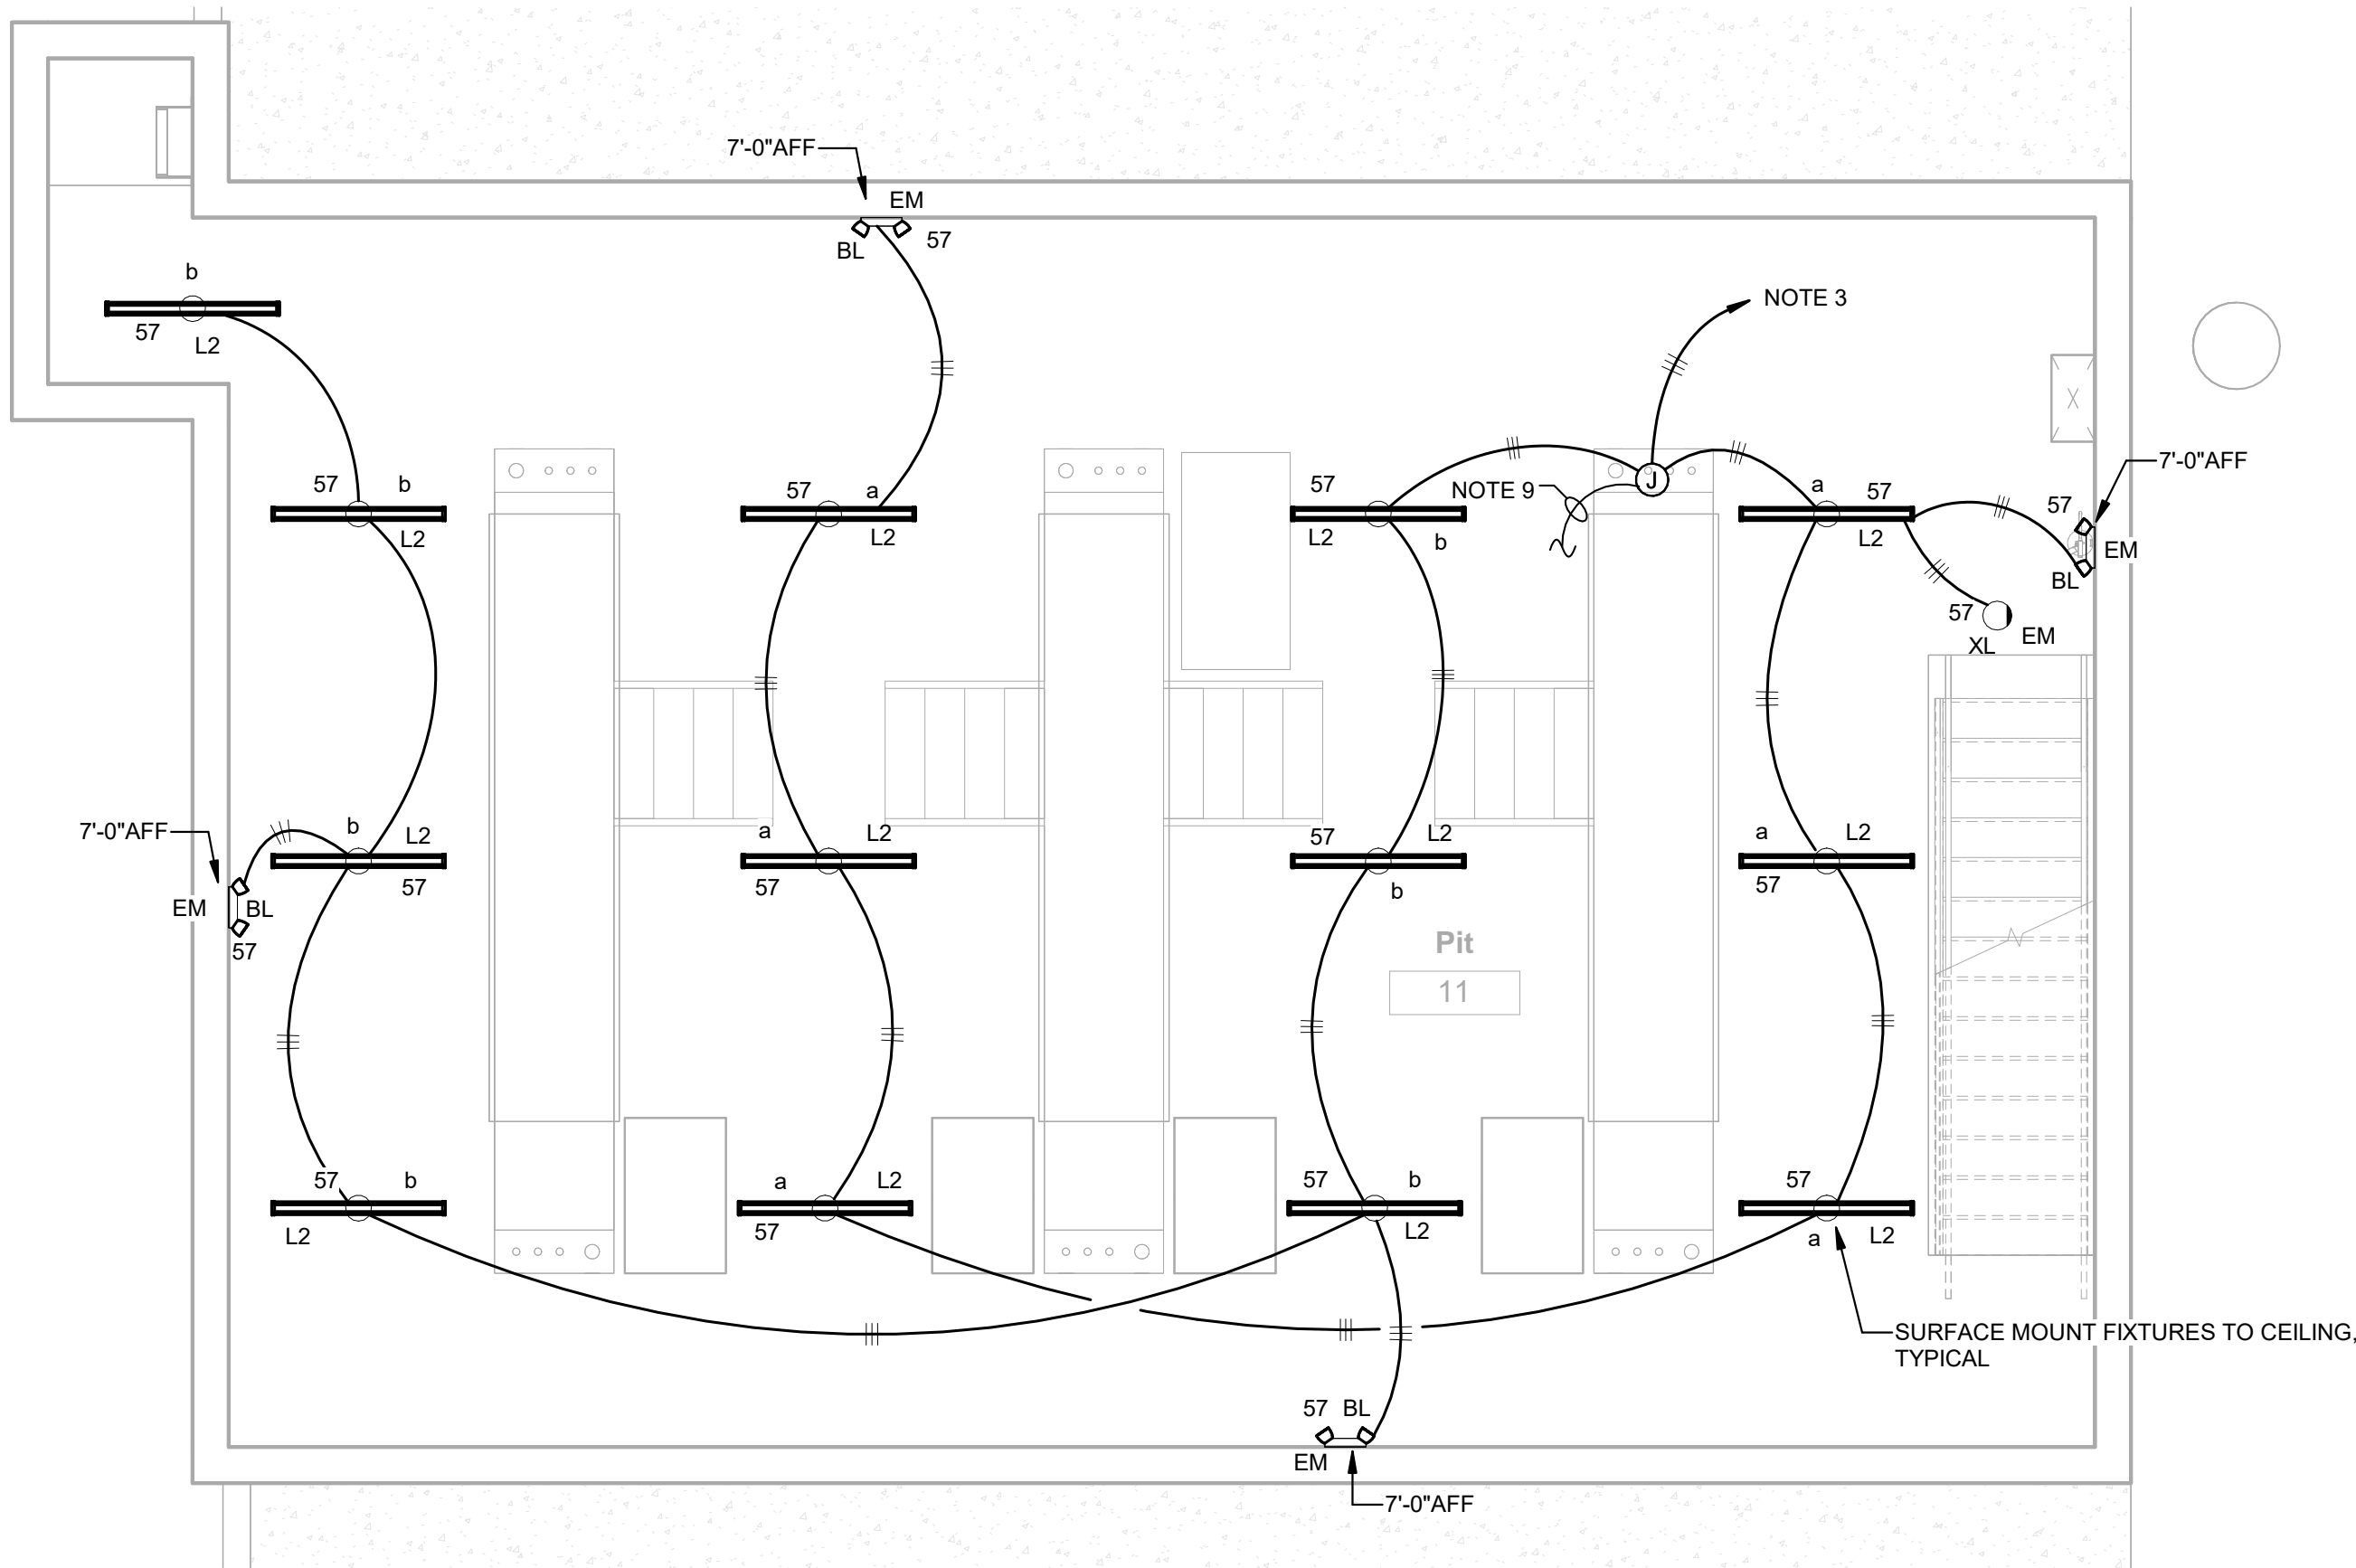 7'-0"AFF
EM
BL
57
b
57
L2
NOTE 3
57
b
L2
57
a
L2
57
L2
b
NOTE 9
J
a
57
L2
7'-0"AFF
57
EM
BL
57
XL
EM
7'-0"AFF
b
L2
57
EM
BL
57
a
L2
57
57
L2
b
a
L2
57
Pit
11
57
b
L2
a
L2
57
57
b
L2
57
a
L2
SURFACE MOUNT FIXTURES TO CEILING,
TYPICAL
57 BL
EM
7'-0"AFF